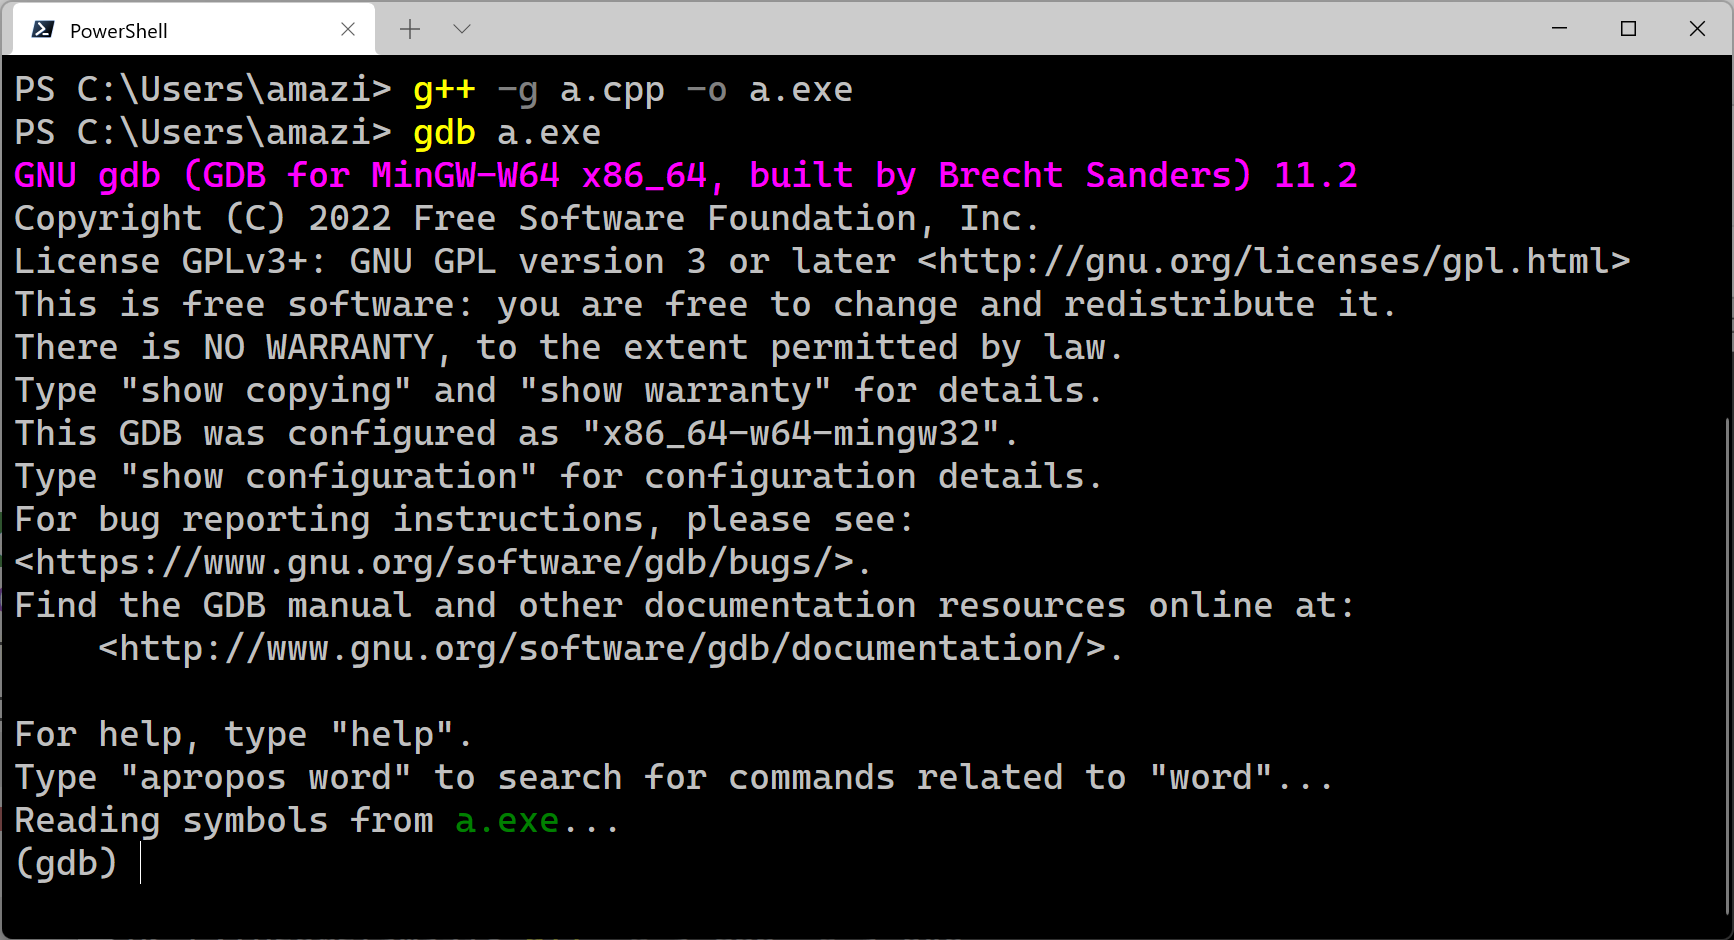 PowerShell
PS C:\Users\amazi> g++ -g a.cpp -o a.exe
PS C:\Users\amazi> gdb a.exe
GNU gdb (GDB for MinGW-W64 x86_64, built by Brecht Sanders) 11.2
Copyright (C) 2022 Free Software Foundation, Inc.
License GPLv3+: GNU GPL version 3 or later <http://gnu.org/licenses/gpl.html>
This is free software: you are free to change and redistribute it.
There is NO WARRANTY, to the extent permitted by law.
Type "show copying" and "show warranty" for details.
This GDB was configured as "x86_64-w64-mingw32".
Type "show configuration" for configuration details.
For bug reporting instructions, please see:
<https://www.gnu.org/software/gdb/bugs/>.
Find the GDB manual and other documentation resources online at:
    <http://www.gnu.org/software/gdb/documentation/>.

For help, type "help".
Type "apropos word" to search for commands related to "word"...
Reading symbols from a.exe...
(gdb)